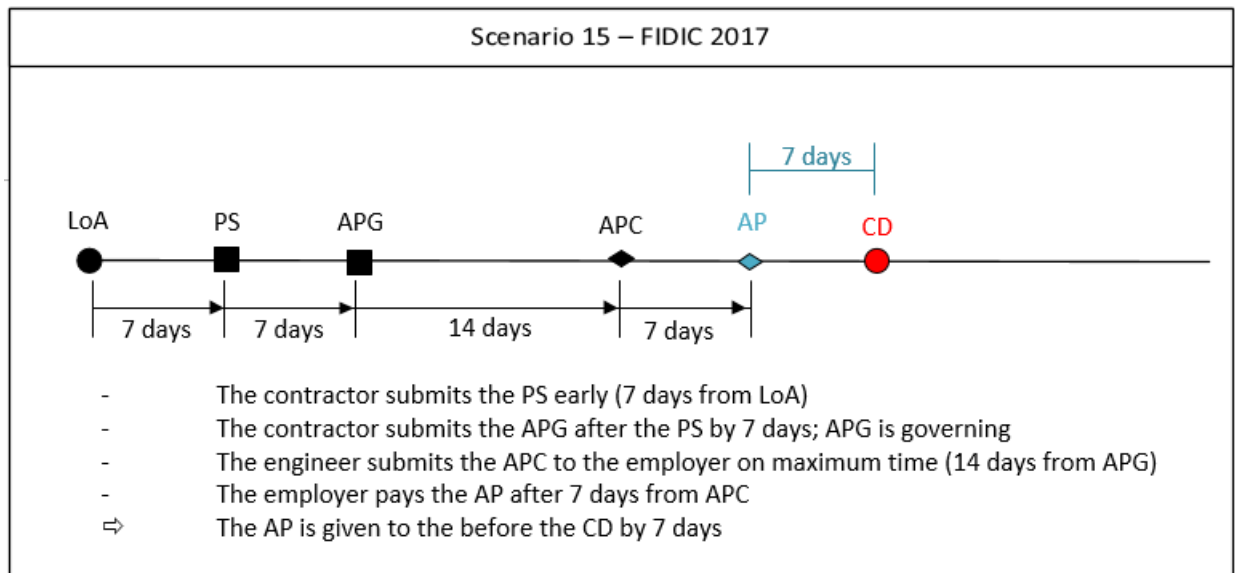 Scenario 15 – FIDIC 2017
7 days
LoA PS APG APC AP CD
7 days 7 days 14 days 7 days
- The contractor submits the PS early (7 days from LoA)
- The contractor submits the APG after the PS by 7 days; APG is governing
- The engineer submits the APC to the employer on maximum time (14 days from APG)
- The employer pays the AP after 7 days from APC
⇨ The AP is given to the before the CD by 7 days